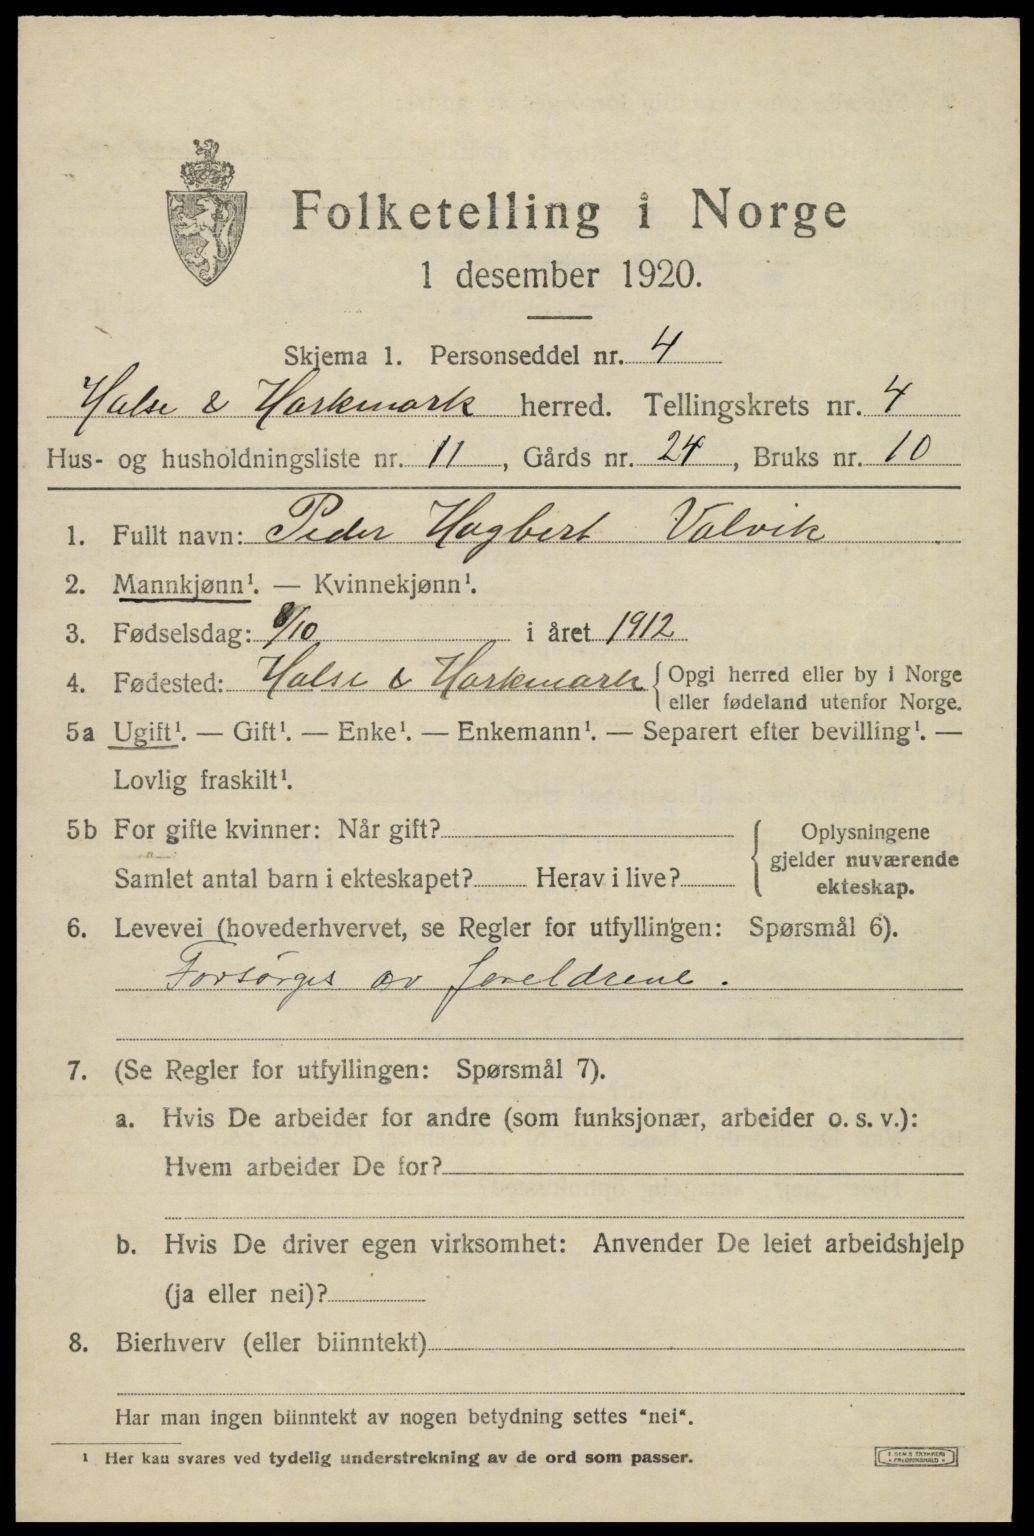 Folketelling i Norge
1 desember 1920.
Skjema 1. Personseddel nr. 4
Halse & Harkmark herred. Tellingskrets nr. 4
Hus- og husholdningsliste nr. 11, Gårds nr. 24, Bruks nr. 10
1. Fullt navn: Peder Hagbert Valvik
2. Mannkjønn¹. — Kvinnekjønn¹.
3. Fødselsdag: 8/10 i året 1912
4. Fødested: Halse & Harkmark { Opgi herred eller by i Norge
eller fødeland utenfor Norge.
5a Ugift¹. — Gift¹. — Enke¹. — Enkemann¹. — Separert efter bevilling¹. —
Lovlig fraskilt¹.
5b For gifte kvinner: Når gift?
Samlet antal barn i ekteskapet? Herav i live?
{ Oplysningene
gjelder nuværende
ekteskap.
6. Levevei (hovederhvervet, se Regler for utfyllingen: Spørsmål 6).
Forsørges av foreldrene.
7. (Se Regler for utfyllingen: Spørsmål 7).
a. Hvis De arbeider for andre (som funksjonær, arbeider o. s. v.):
Hvem arbeider De for?
b. Hvis De driver egen virksomhet: Anvender De leiet arbeidshjelp
(ja eller nei)?
8. Bierhverv (eller biinntekt)
Har man ingen biinntekt av nogen betydning settes "nei".
¹ Her kan svares ved tydelig understrekning av de ord som passer.